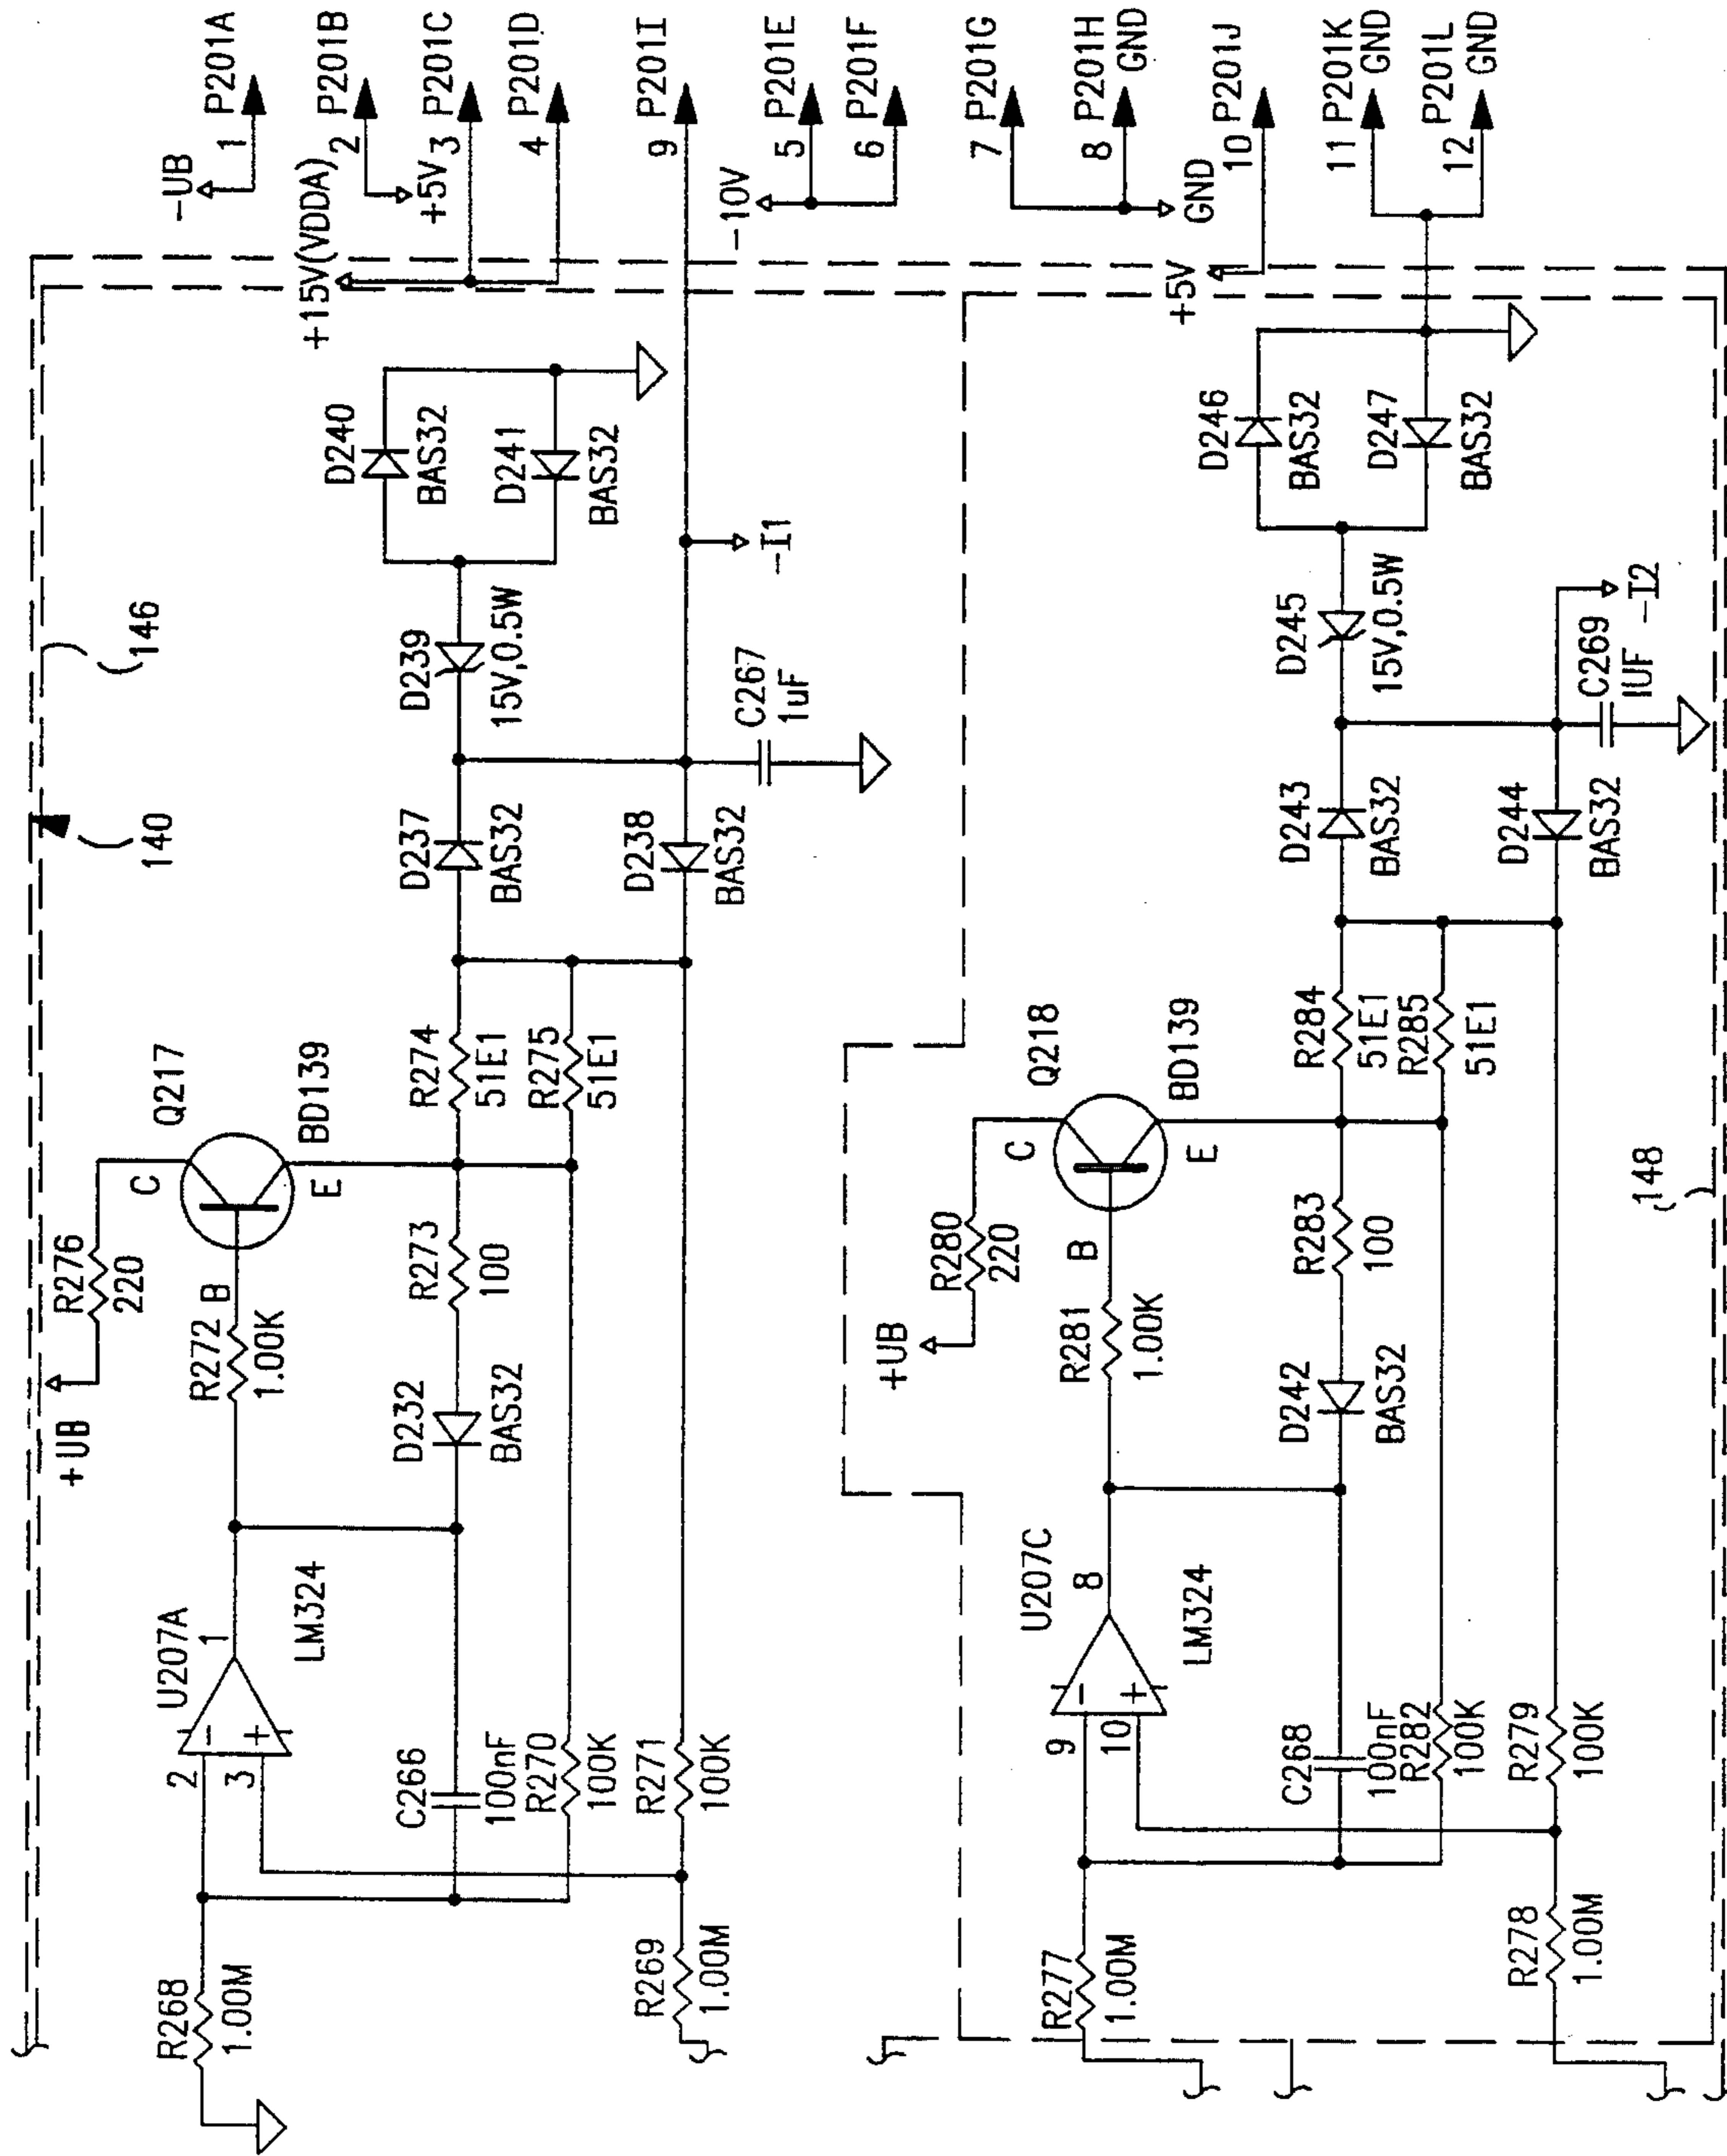 -UB
1 P201A
2 P201B
+5V
+15V(VDDA)
3 P201C
4 P201D
9 P201I
-10V
5 P201E
6 P201F
7 P201G
8 P201H
GND
GND
+5V
10 P201J
11 P201K
GND
12 P201L
GND
146
140
D240
BAS32
D241
BAS32
D239
15V,0.5W
-I1
C267
1uF
D237
BAS32
D238
BAS32
Q217
BD139
C
B
E
R276
220
+UB
R272
1.00K
R274
51E1
R275
51E1
R273
100
D232
BAS32
U207A
1
2
3
-
+
LM324
C266
100nF
R270
100K
R271
100K
R268
1.00M
R269
1.00M
D246
BAS32
D247
BAS32
D245
15V,0.5W
-I2
C269
1UF
D243
BAS32
D244
BAS32
Q218
BD139
C
B
E
R280
220
+UB
R281
1.00K
R284
51E1
R285
51E1
R283
100
D242
BAS32
U207C
8
9
10
-
+
LM324
C268
100nF
R282
100K
R279
100K
R277
1.00M
R278
1.00M
148